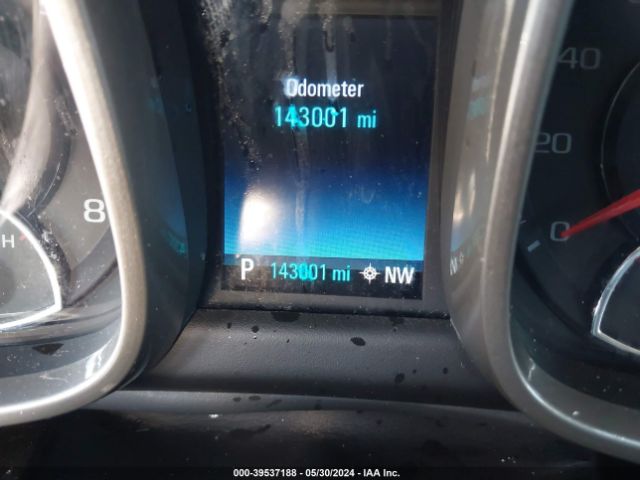 Odometer
143001 mi
P 143001 mi NW
8
H
40
20
0
000-39537188 - 05/30/2024 - IAA Inc.